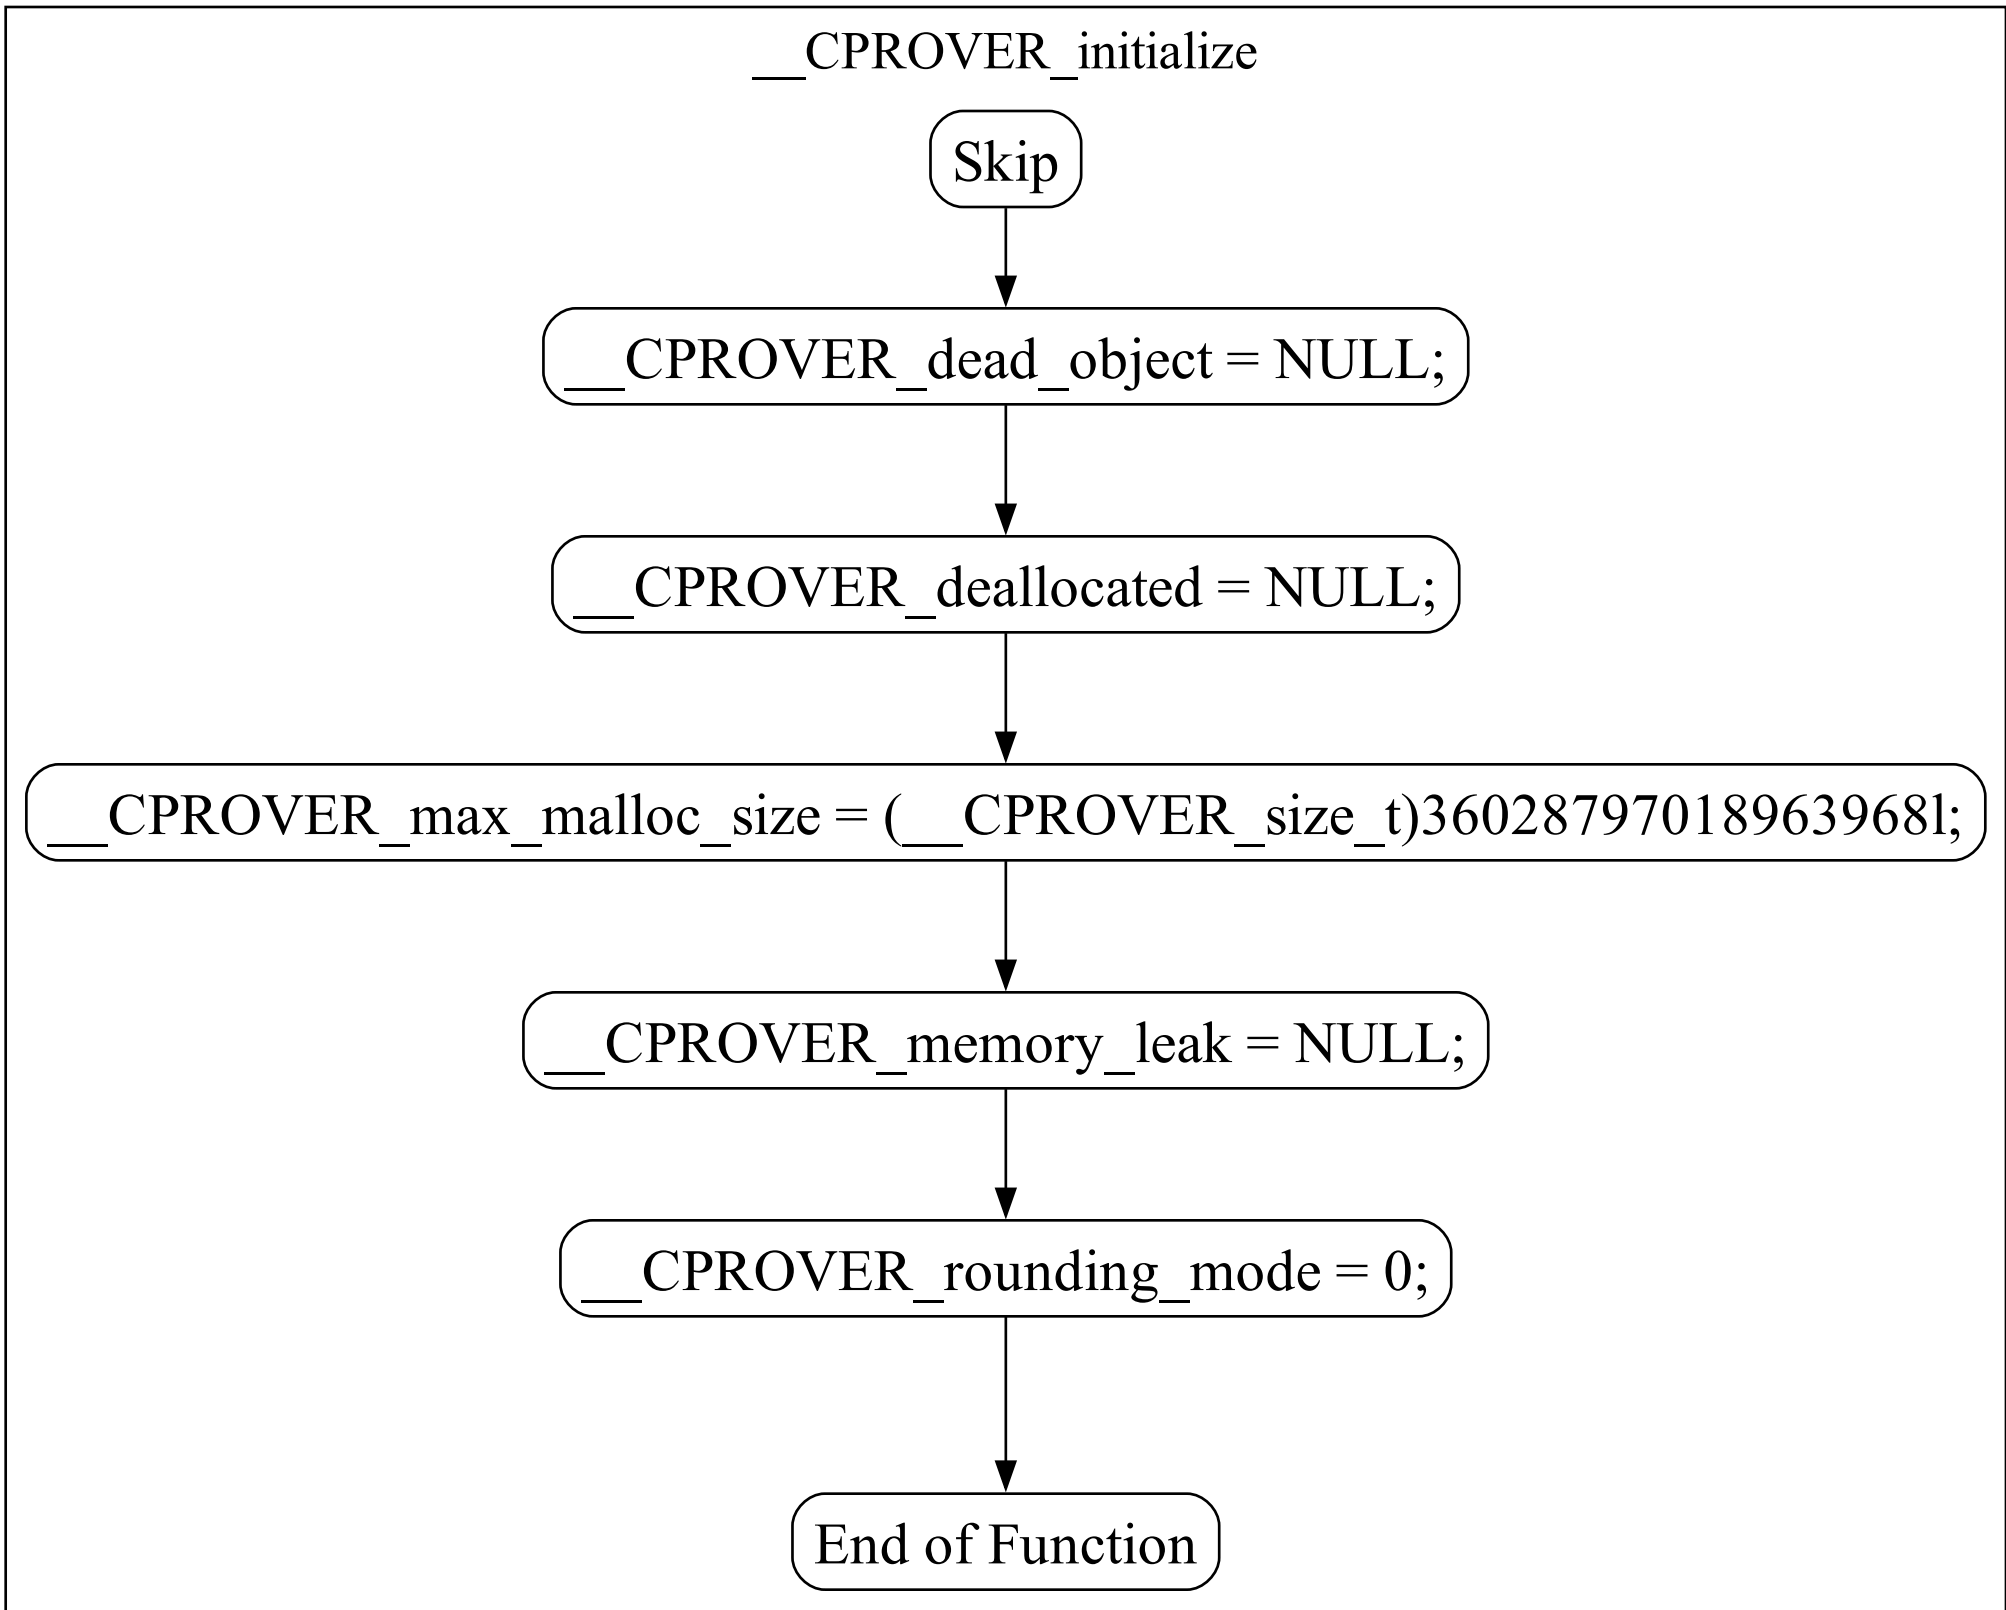 __CPROVER_initialize
Skip
__CPROVER_dead_object = NULL;
__CPROVER_deallocated = NULL;
__CPROVER_max_malloc_size = (__CPROVER_size_t)36028797018963968l;
__CPROVER_memory_leak = NULL;
__CPROVER_rounding_mode = 0;
End of Function